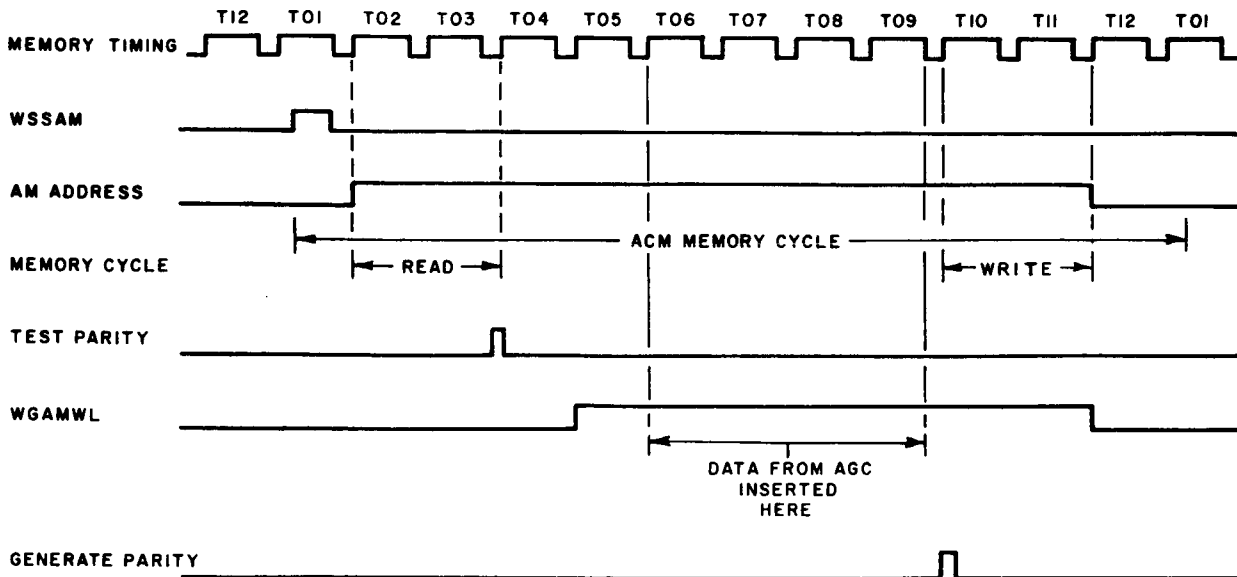 T12 T01 T02 T03 T04 T05 T06 T07 T08 T09 T10 T11 T12 T01
MEMORY TIMING
WSSAM
AM ADDRESS
ACM MEMORY CYCLE
MEMORY CYCLE
READ
WRITE
TEST PARITY
WGAMWL
DATA FROM AGC
INSERTED
HERE
GENERATE PARITY